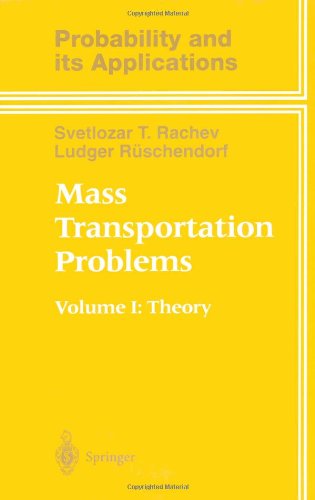 Probability and
its Applications
Svetlozar T. Rachev
Ludger Rüschendorf
Mass
Transportation
Problems
Volume I: Theory
Springer